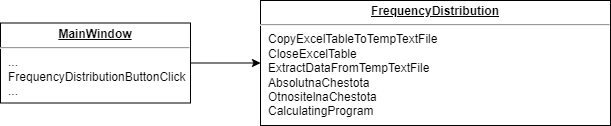 MainWindow
...
FrequencyDistributionButtonClick
...
FrequencyDistribution
CopyExcelTableToTempTextFile
CloseExcelTable
ExtractDataFromTempTextFile
AbsolutnaChestota
OtnositelnaChestota
CalculatingProgram